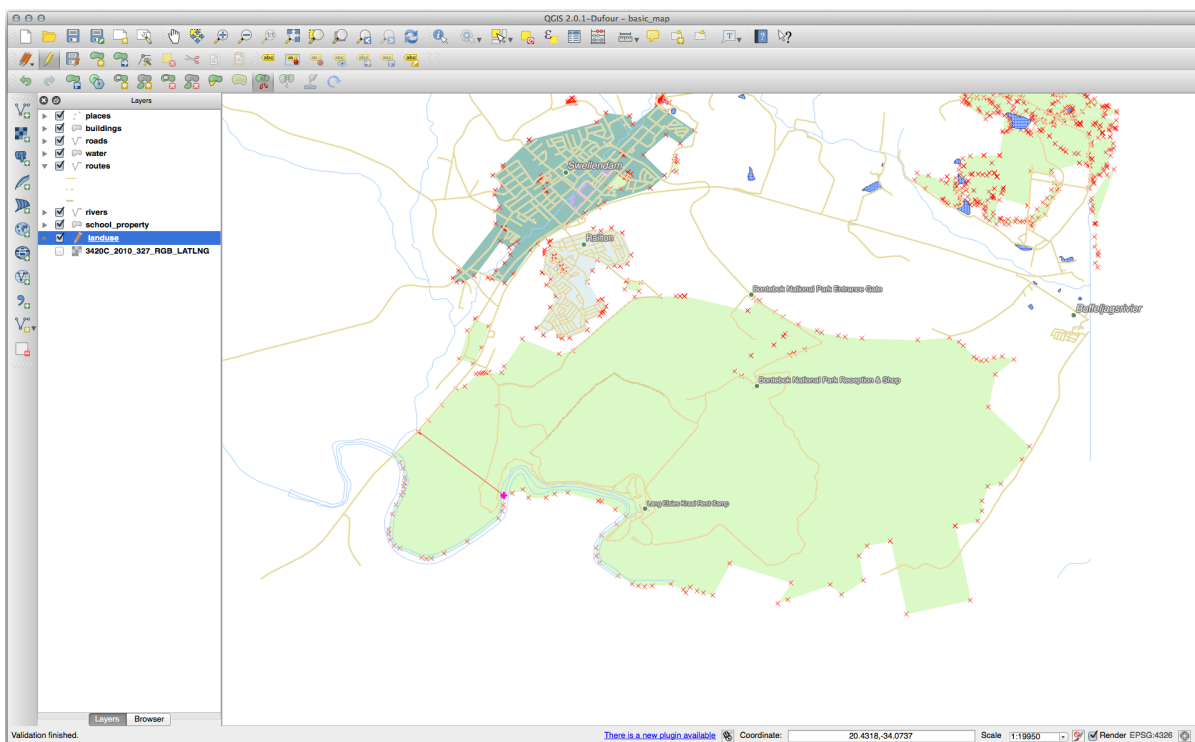 QGIS 2.0.1-Dufour - basic_map
Layers
places
buildings
roads
water
routes
rivers
school_property
landuse
3420C_2010_327_RGB_LATLNG
Swellendam
Railton
Bontebok National Park Entrance Gate
Buffeljagsrivier
Bontebok National Park Reception & Shop
Lang Elsies Kraal Rest Camp
Layers
Browser
Validation finished.
There is a new plugin available
Coordinate:
20.4318,-34.0737
Scale
1:19950
Render
EPSG:4326